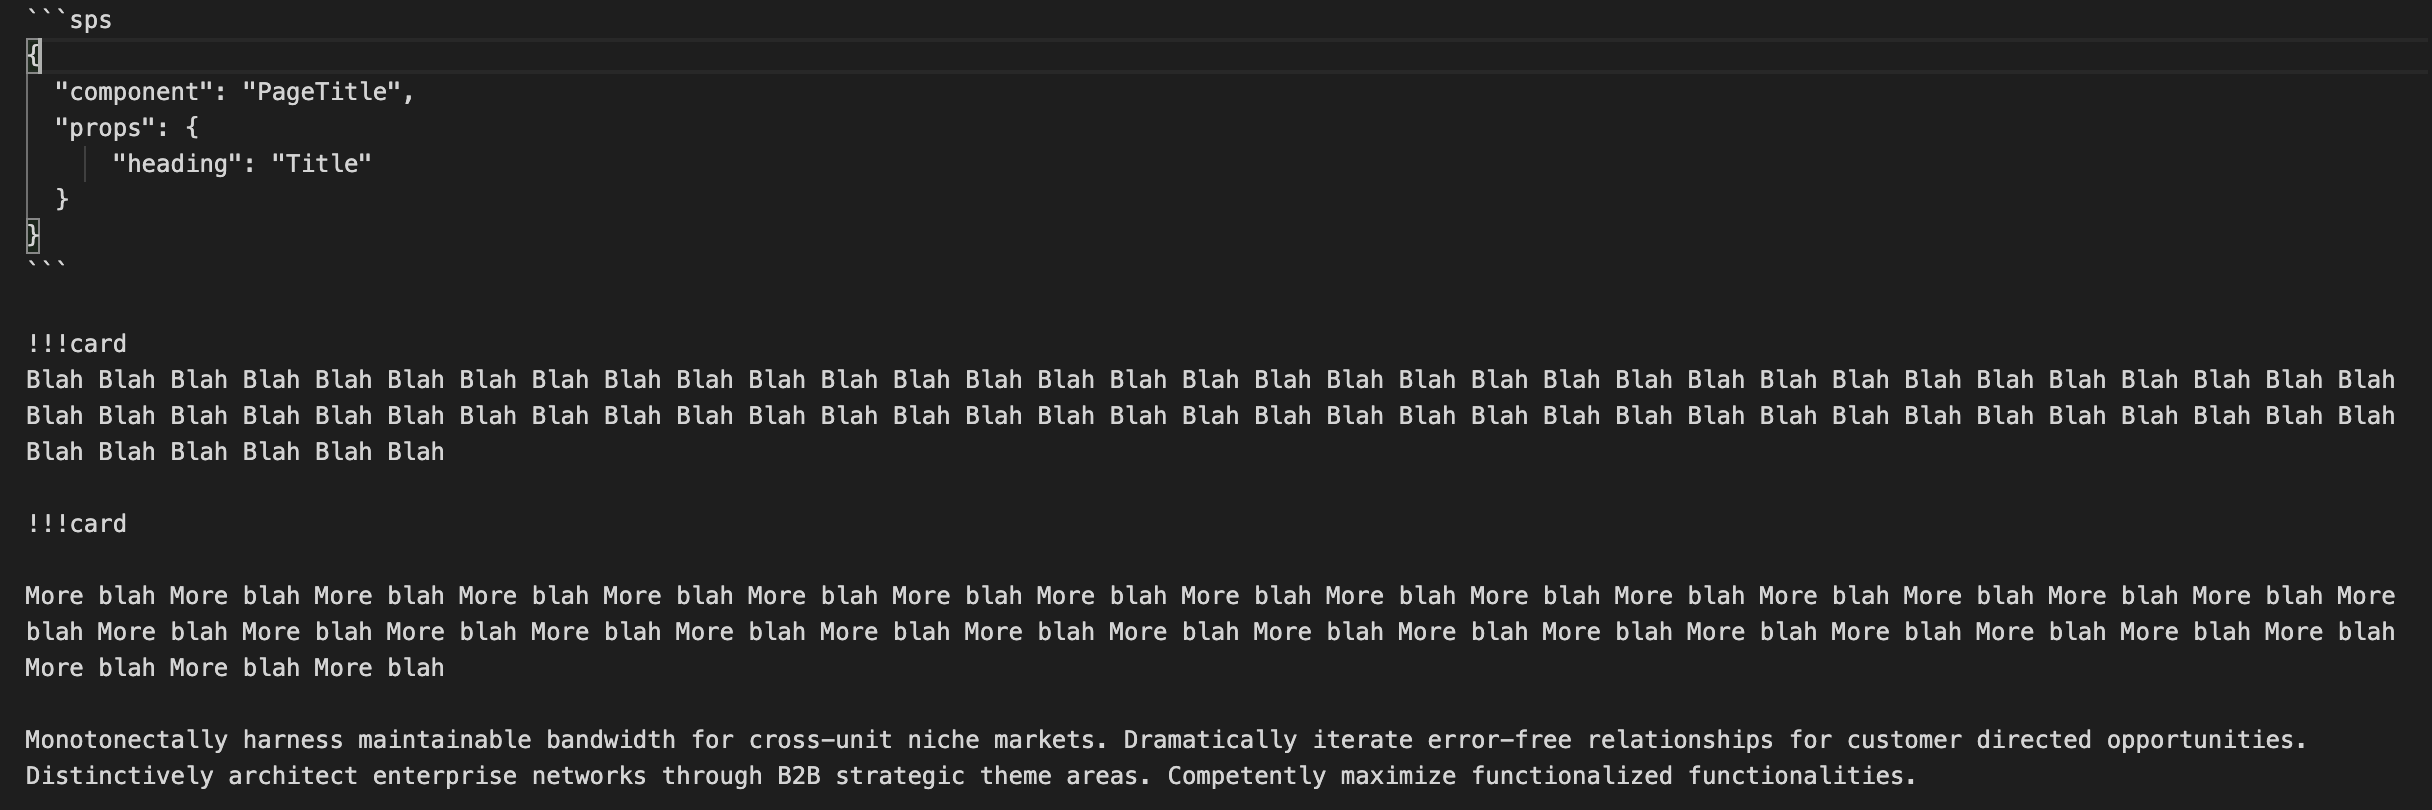 ```sps
{
  "component": "PageTitle",
  "props": {
      "heading": "Title"
  }
}
```
!!!card
Blah Blah Blah Blah Blah Blah Blah Blah Blah Blah Blah Blah Blah Blah Blah Blah Blah Blah Blah Blah Blah Blah Blah Blah Blah Blah Blah Blah Blah Blah Blah Blah Blah
Blah Blah Blah Blah Blah Blah Blah Blah Blah Blah Blah Blah Blah Blah Blah Blah Blah Blah Blah Blah Blah Blah Blah Blah Blah Blah Blah Blah Blah Blah Blah Blah Blah
Blah Blah Blah Blah Blah Blah
!!!card
More blah More blah More blah More blah More blah More blah More blah More blah More blah More blah More blah More blah More blah More blah More blah More blah More
blah More blah More blah More blah More blah More blah More blah More blah More blah More blah More blah More blah More blah More blah More blah More blah More blah
More blah More blah More blah
Monotonectally harness maintainable bandwidth for cross-unit niche markets. Dramatically iterate error-free relationships for customer directed opportunities.
Distinctively architect enterprise networks through B2B strategic theme areas. Competently maximize functionalized functionalities.